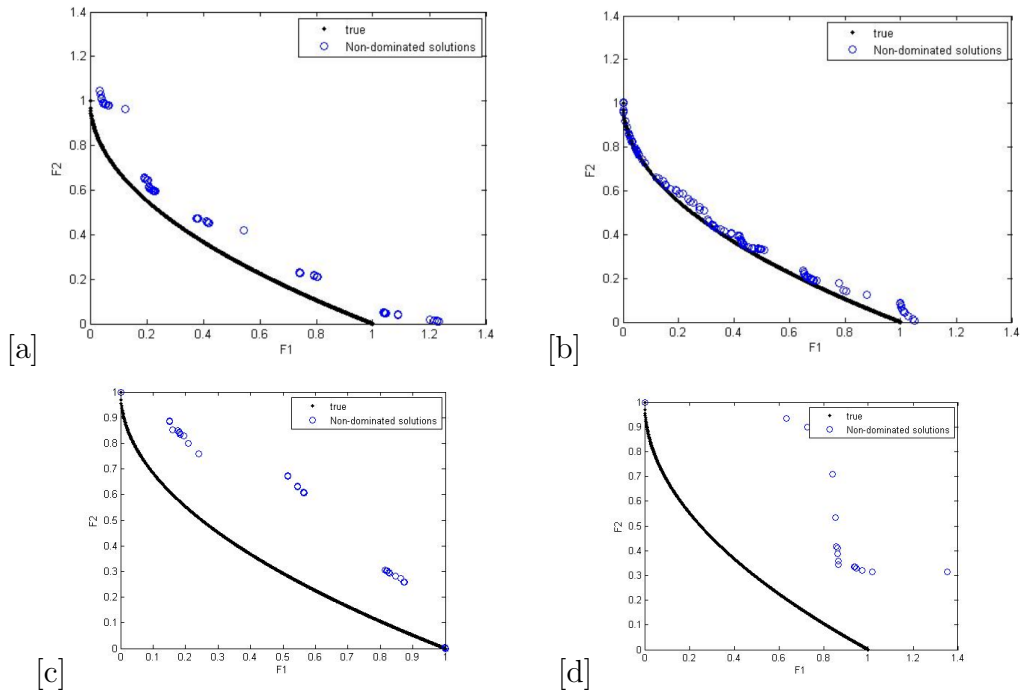 1.4
1.2
1
0.8
0.6
0.4
0.2
0
F2
true
Non-dominated solutions
0 0.2 0.4 0.6 0.8 1 1.2 1.4
F1
[a]
1.4
1.2
1
0.8
0.6
0.4
0.2
0
F2
true
Non-dominated solutions
0 0.2 0.4 0.6 0.8 1 1.2 1.4
F1
[b]
1
0.9
0.8
0.7
0.6
0.5
0.4
0.3
0.2
0.1
0
F2
true
Non-dominated solutions
0 0.1 0.2 0.3 0.4 0.5 0.6 0.7 0.8 0.9 1
F1
[c]
1
0.9
0.8
0.7
0.6
0.5
0.4
0.3
0.2
0.1
0
F2
true
Non-dominated solutions
0 0.2 0.4 0.6 0.8 1 1.2 1.4
F1
[d]